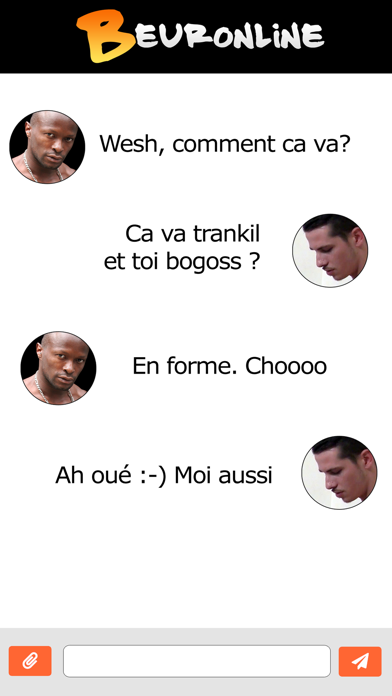 BEURONLINE
Wesh, comment ca va?
Ca va trankil
et toi bogoss ?
En forme. Choooo
Ah oué :-) Moi aussi